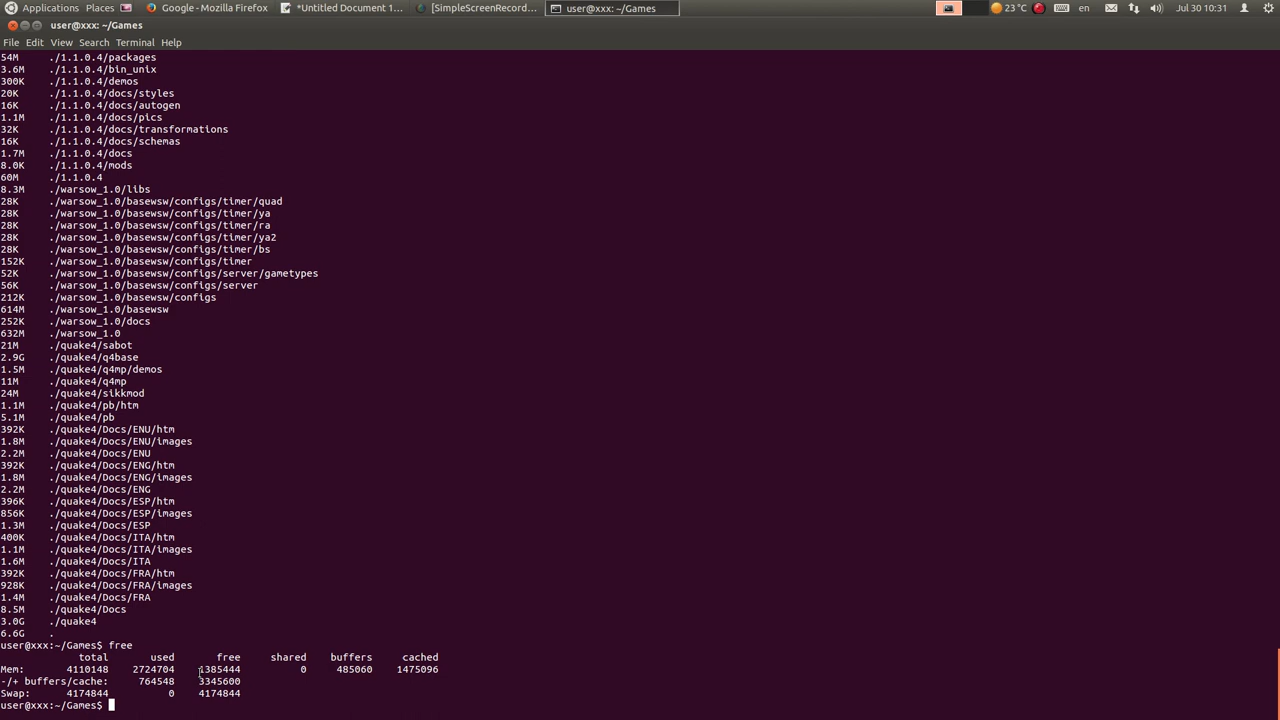 Applications Places Google - Mozilla Firefox *Untitled Document 1... [SimpleScreenRecord... user@xxx: ~/Games 23 °C en Jul 30 10:31
user@xxx: ~/Games
File Edit View Search Terminal Help
54M ./1.1.0.4/packages
3.6M ./1.1.0.4/bin_unix
300K ./1.1.0.4/demos
20K ./1.1.0.4/docs/styles
16K ./1.1.0.4/docs/autogen
1.1M ./1.1.0.4/docs/pics
32K ./1.1.0.4/docs/transformations
16K ./1.1.0.4/docs/schemas
1.7M ./1.1.0.4/docs
8.0K ./1.1.0.4/mods
60M ./1.1.0.4
8.3M ./warsow_1.0/libs
28K ./warsow_1.0/basewsw/configs/timer/quad
28K ./warsow_1.0/basewsw/configs/timer/ya
28K ./warsow_1.0/basewsw/configs/timer/ra
28K ./warsow_1.0/basewsw/configs/timer/ya2
28K ./warsow_1.0/basewsw/configs/timer/bs
152K ./warsow_1.0/basewsw/configs/timer
52K ./warsow_1.0/basewsw/configs/server/gametypes
56K ./warsow_1.0/basewsw/configs/server
212K ./warsow_1.0/basewsw/configs
614M ./warsow_1.0/basewsw
252K ./warsow_1.0/docs
632M ./warsow_1.0
21M ./quake4/sabot
2.9G ./quake4/q4base
1.5M ./quake4/q4mp/demos
11M ./quake4/q4mp
24M ./quake4/sikkmod
1.1M ./quake4/pb/htm
5.1M ./quake4/pb
392K ./quake4/Docs/ENU/htm
1.8M ./quake4/Docs/ENU/images
2.2M ./quake4/Docs/ENU
392K ./quake4/Docs/ENG/htm
1.8M ./quake4/Docs/ENG/images
2.2M ./quake4/Docs/ENG
396K ./quake4/Docs/ESP/htm
856K ./quake4/Docs/ESP/images
1.3M ./quake4/Docs/ESP
400K ./quake4/Docs/ITA/htm
1.1M ./quake4/Docs/ITA/images
1.6M ./quake4/Docs/ITA
392K ./quake4/Docs/FRA/htm
928K ./quake4/Docs/FRA/images
1.4M ./quake4/Docs/FRA
8.5M ./quake4/Docs
3.0G ./quake4
6.6G .
user@xxx:~/Games$ free
total used free shared buffers cached
Mem: 4110148 2724704 1385444 0 485060 1475096
-/+ buffers/cache: 764548 3345600
Swap: 4174844 0 4174844
user@xxx:~/Games$